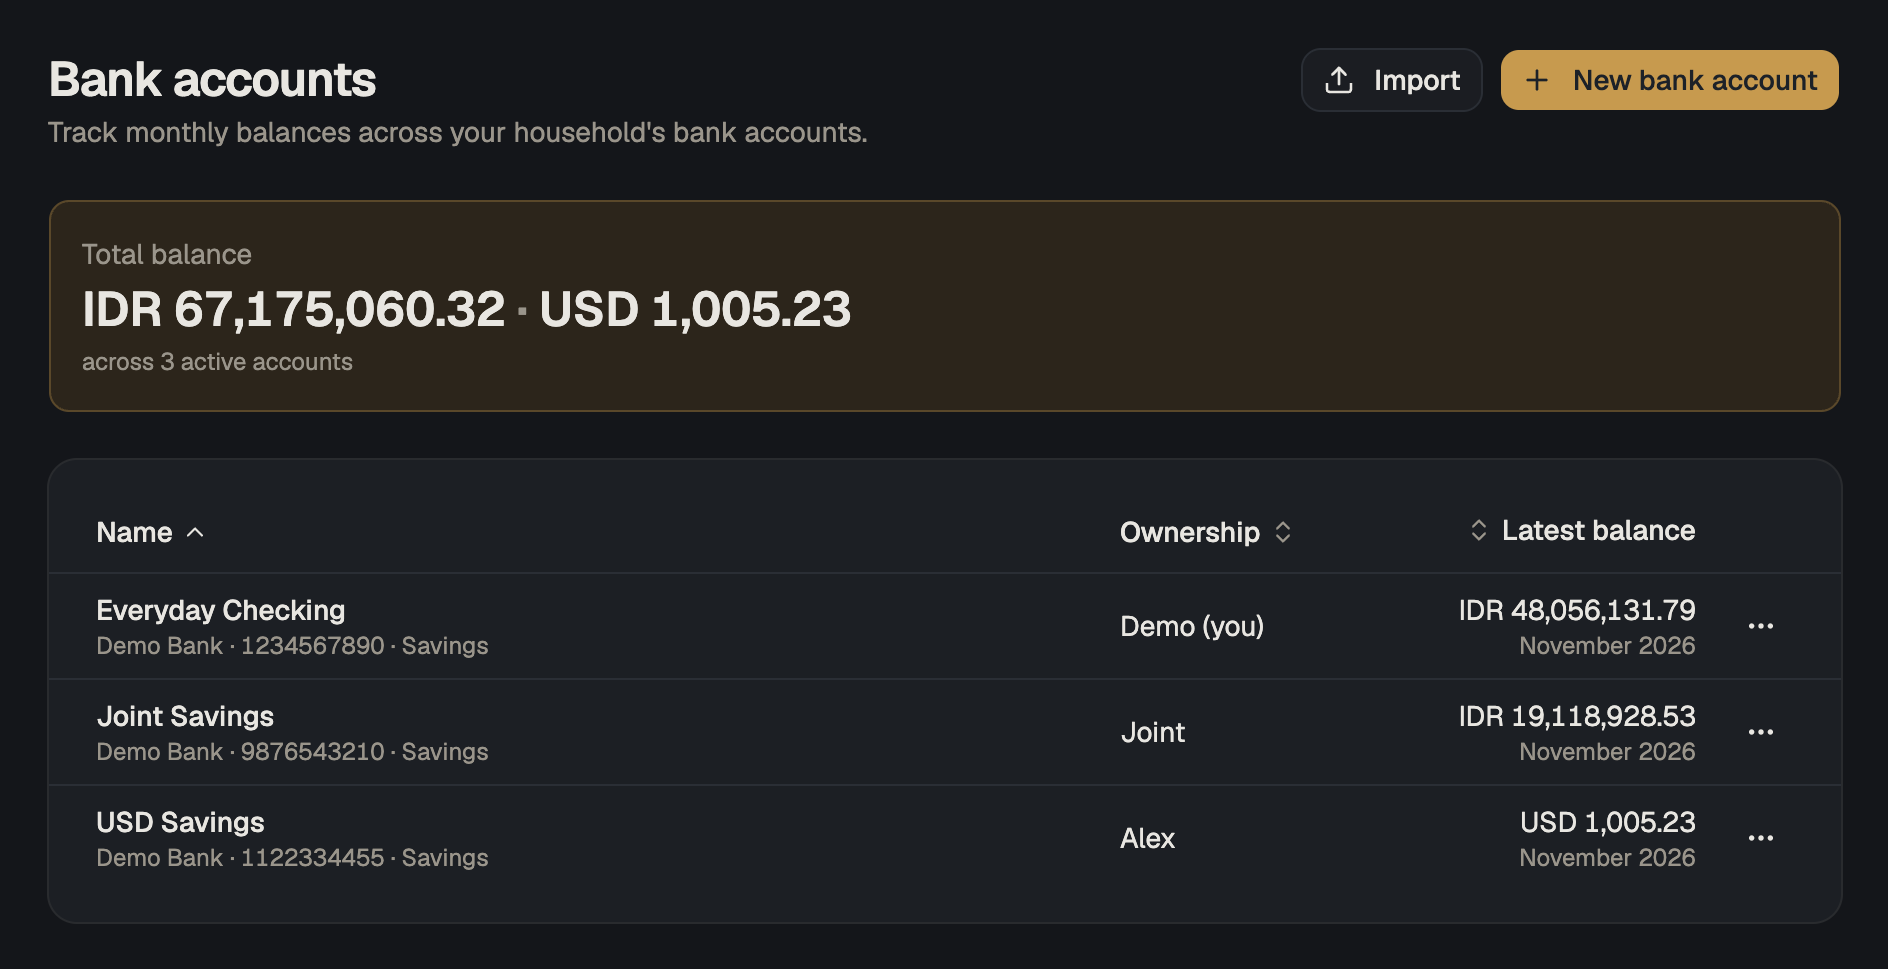 Bank accounts
Track monthly balances across your household's bank accounts.
Import
New bank account
Total balance
IDR 67,175,060.32 · USD 1,005.23
across 3 active accounts
Name
Ownership
Latest balance
Everyday Checking
Demo Bank · 1234567890 · Savings
Demo (you)
IDR 48,056,131.79
November 2026
Joint Savings
Demo Bank · 9876543210 · Savings
Joint
IDR 19,118,928.53
November 2026
USD Savings
Demo Bank · 1122334455 · Savings
Alex
USD 1,005.23
November 2026